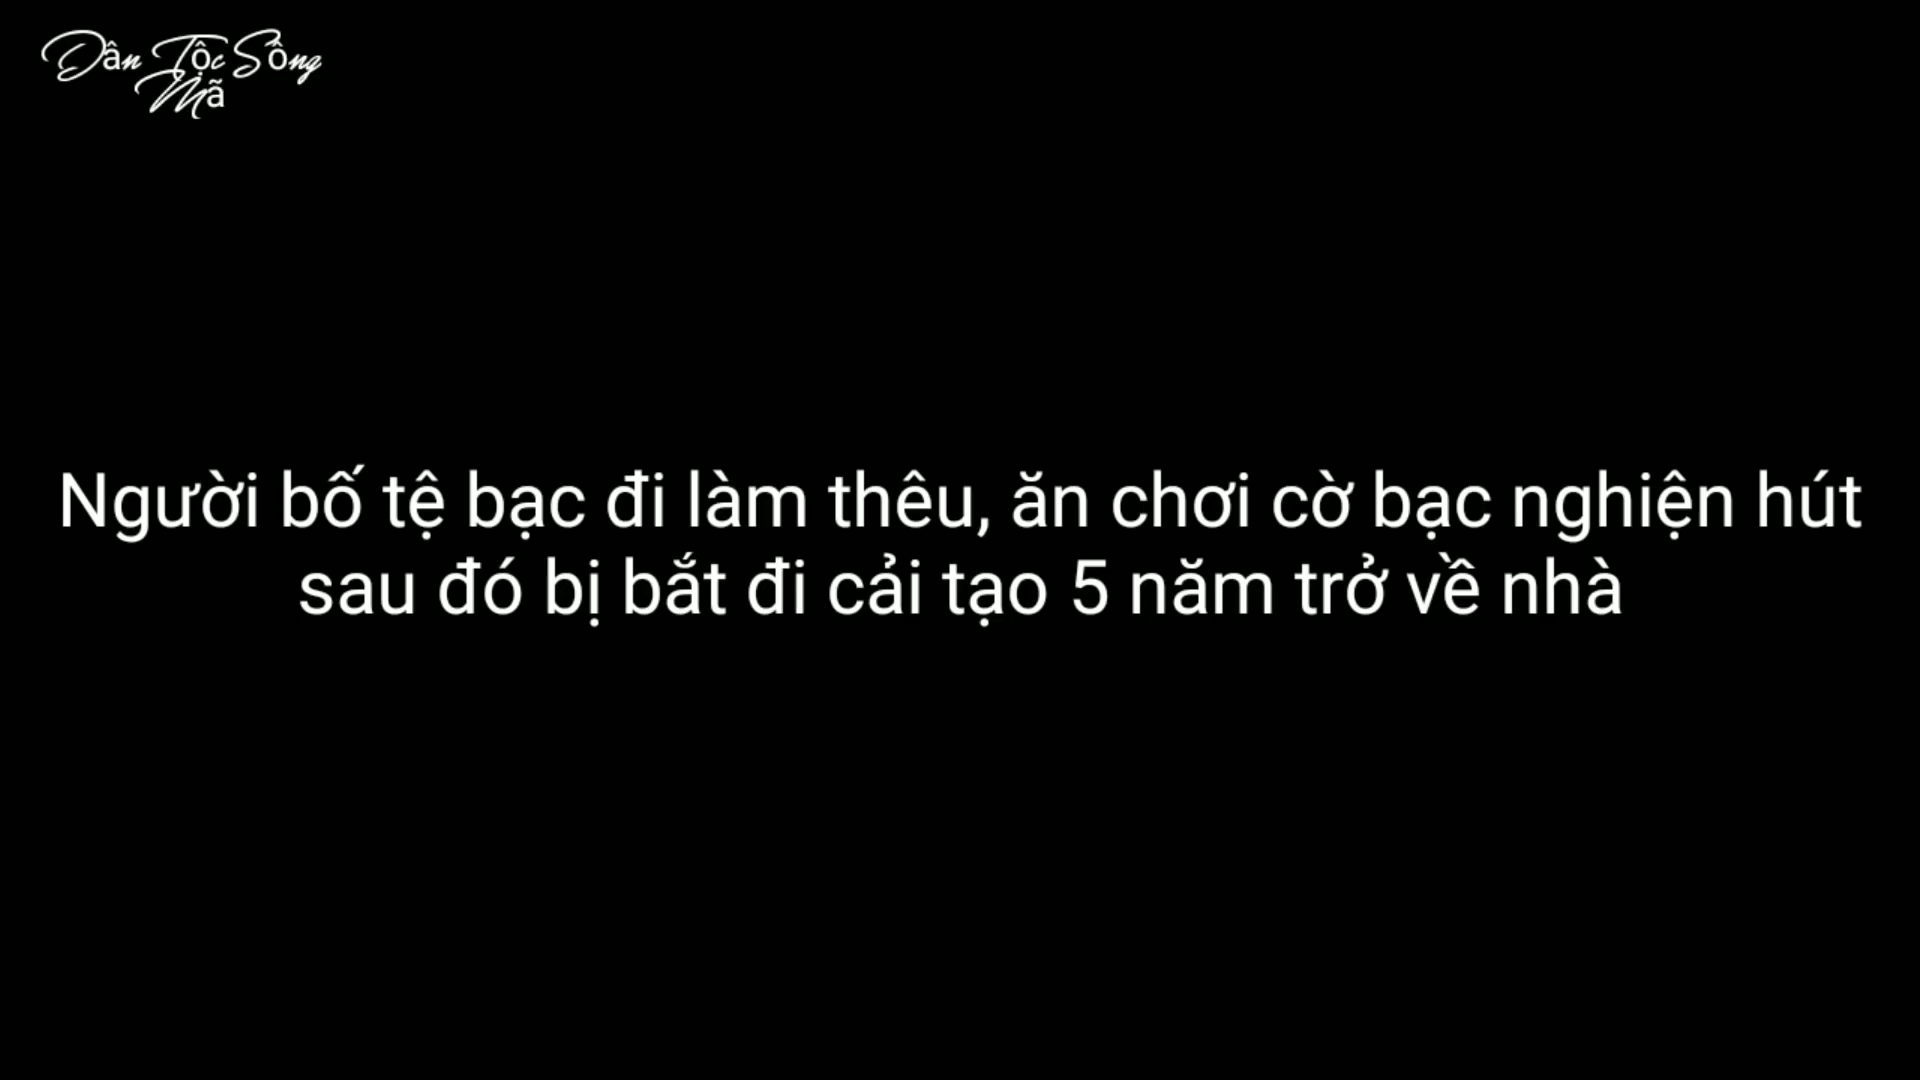 Dân Tộc Sông
Mã
Người bố tệ bạc đi làm thêu, ăn chơi cờ bạc nghiện hút
sau đó bị bắt đi cải tạo 5 năm trở về nhà